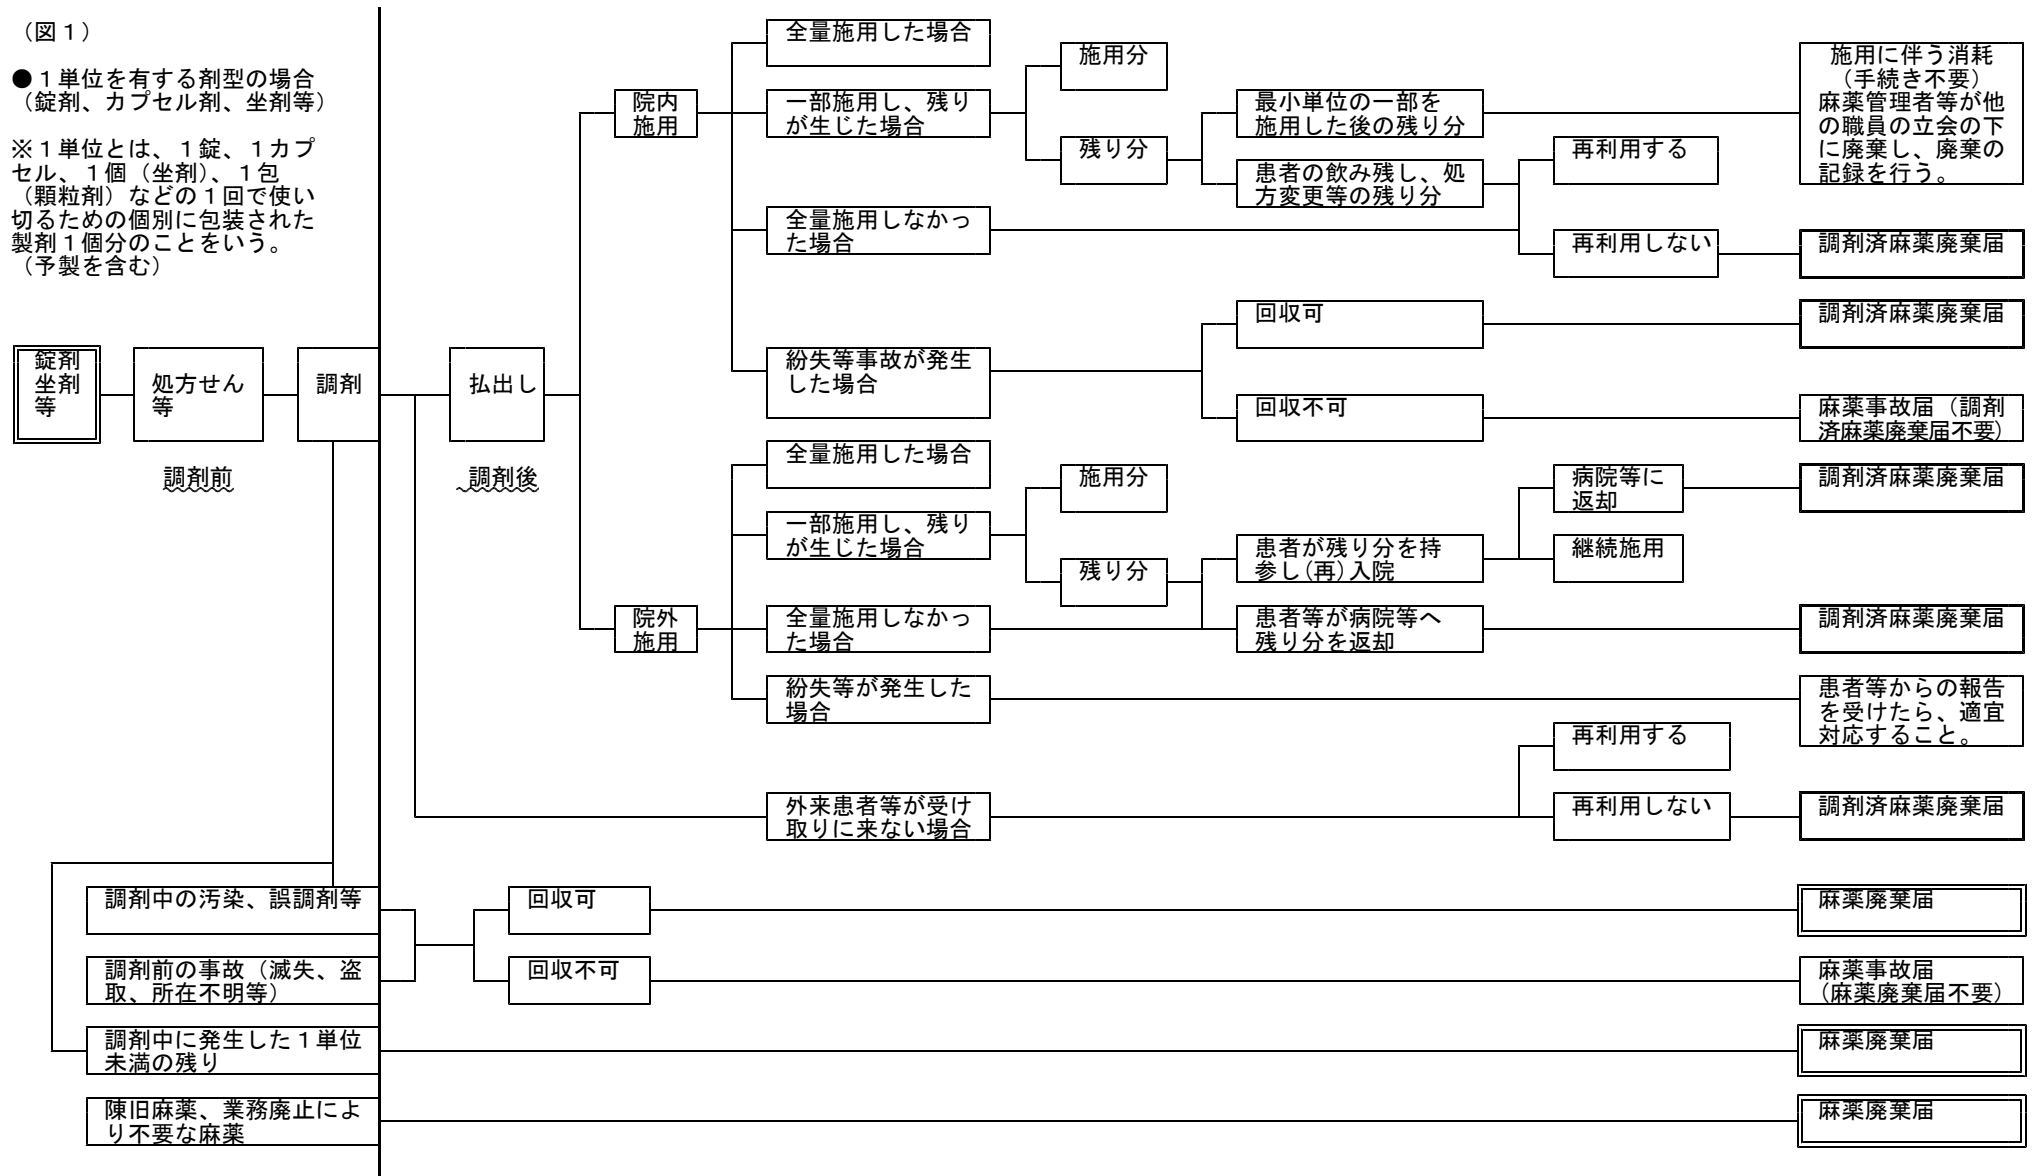 （図１）
●１単位を有する剤型の場合
（錠剤、カプセル剤、坐剤等）
※１単位とは、１錠、１カプ
セル、１個（坐剤）、１包
（顆粒剤）などの１回で使い
切るための個別に包装された
製剤１個分のことをいう。
（予製を含む）
錠剤
坐剤
等
処方せん
等
調剤
払出し
調剤前
調剤後
院内
施用
全量施用した場合
一部施用し、残り
が生じた場合
全量施用しなかっ
た場合
紛失等事故が発生
した場合
施用分
残り分
最小単位の一部を
施用した後の残り分
患者の飲み残し、処
方変更等の残り分
再利用する
再利用しない
施用に伴う消耗
（手続き不要）
麻薬管理者等が他
の職員の立会の下
に廃棄し、廃棄の
記録を行う。
調剤済麻薬廃棄届
回収可
調剤済麻薬廃棄届
回収不可
麻薬事故届（調剤
済麻薬廃棄届不要）
院外
施用
全量施用した場合
一部施用し、残り
が生じた場合
全量施用しなかっ
た場合
紛失等が発生した
場合
施用分
残り分
患者が残り分を持
参し(再)入院
患者等が病院等へ
残り分を返却
病院等に
返却
継続施用
調剤済麻薬廃棄届
調剤済麻薬廃棄届
患者等からの報告
を受けたら、適宜
対応すること。
外来患者等が受け
取りに来ない場合
再利用する
再利用しない
調剤済麻薬廃棄届
調剤中の汚染、誤調剤等
調剤前の事故（滅失、盗
取、所在不明等）
回収可
麻薬廃棄届
回収不可
麻薬事故届
（麻薬廃棄届不要）
調剤中に発生した１単位
未満の残り
麻薬廃棄届
陳旧麻薬、業務廃止によ
り不要な麻薬
麻薬廃棄届